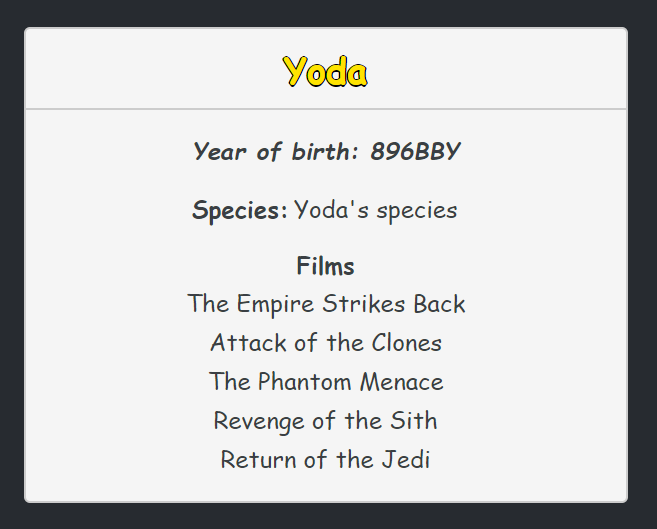 Yoda
Year of birth: 896BBY
Species: Yoda's species
Films
The Empire Strikes Back
Attack of the Clones
The Phantom Menace
Revenge of the Sith
Return of the Jedi